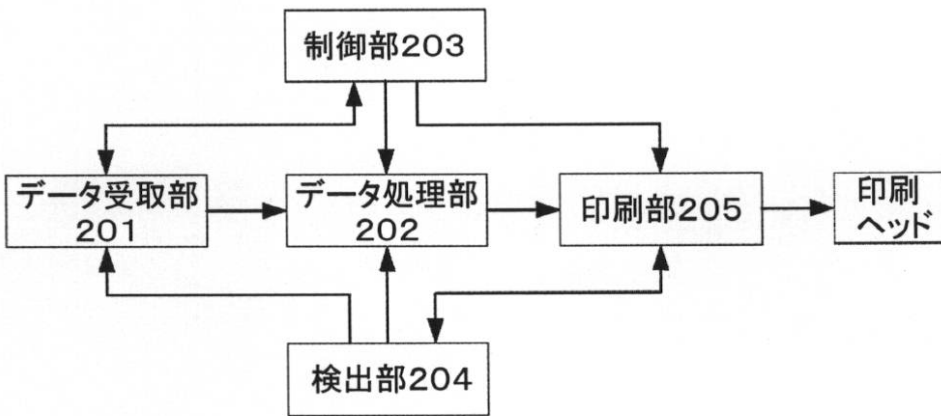 制御部203
データ受取部
201
データ処理部
202
印刷部205
印刷
ヘッド
検出部204